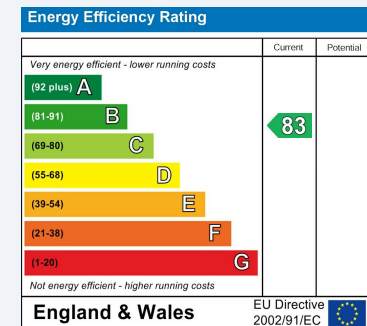 Energy Efficiency Rating
Current Potential
Very energy efficient - lower running costs
(92 plus) A
(81-91) B
83
(69-80) C
(55-68) D
(39-54) E
(21-38) F
(1-20) G
Not energy efficient - higher running costs
England & Wales
EU Directive
2002/91/EC